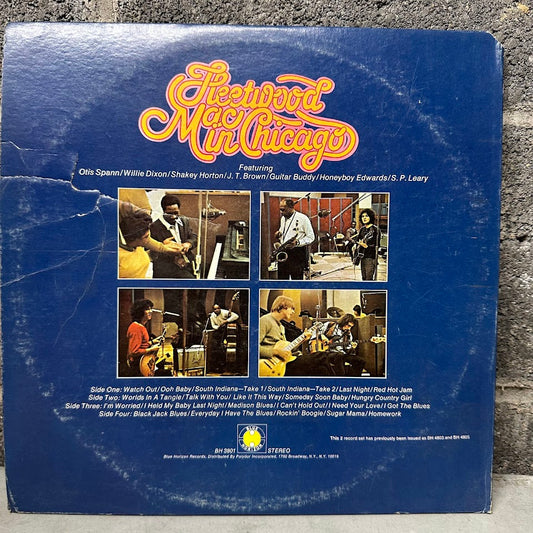 Fleetwood
Mac
in Chicago
Featuring
Otis Spann/Willie Dixon/Shakey Horton/J. T. Brown/Guitar Buddy/Honeyboy Edwards/S. P. Leary
Side One: Watch Out/Ooh Baby/South Indiana—Take 1/South Indiana—Take 2/Last Night/Red Hot Jam
Side Two: Worlds In A Tangle/Talk With You/Like It This Way/Someday Soon Baby/Hungry Country Girl
Side Three: I'm Worried/I Held My Baby Last Night/Madison Blues/I Can't Hold Out/I Need Your Love/I Got The Blues
Side Four: Black Jack Blues/Everyday I Have The Blues/Rockin' Boogie/Sugar Mama/Homework
BLUE
HORIZON
BH 3801 STEREO
This 2 record set has previously been issued as BH 4803 and BH 4805
Blue Horizon Records, Distributed By Polydor Incorporated, 1700 Broadway, N.Y., N.Y. 10019